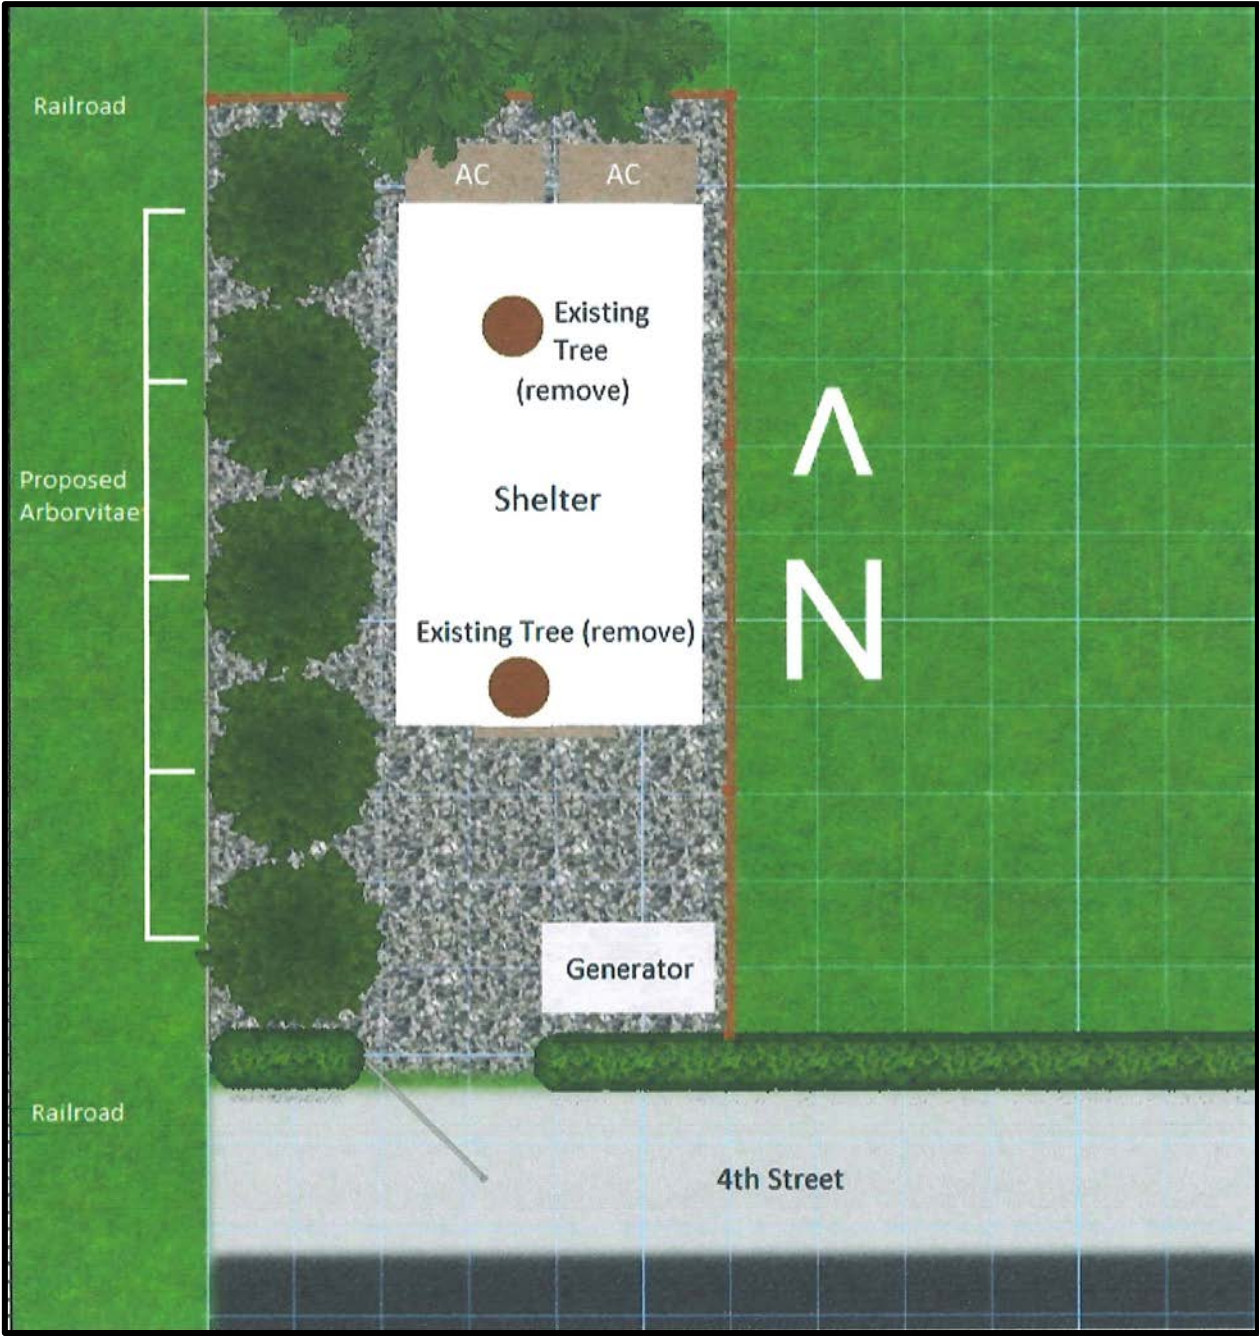 Railroad
AC
AC
Existing
Tree
(remove)
Proposed
Arborvitae
Shelter
N
Existing Tree (remove)
Generator
Railroad
4th Street